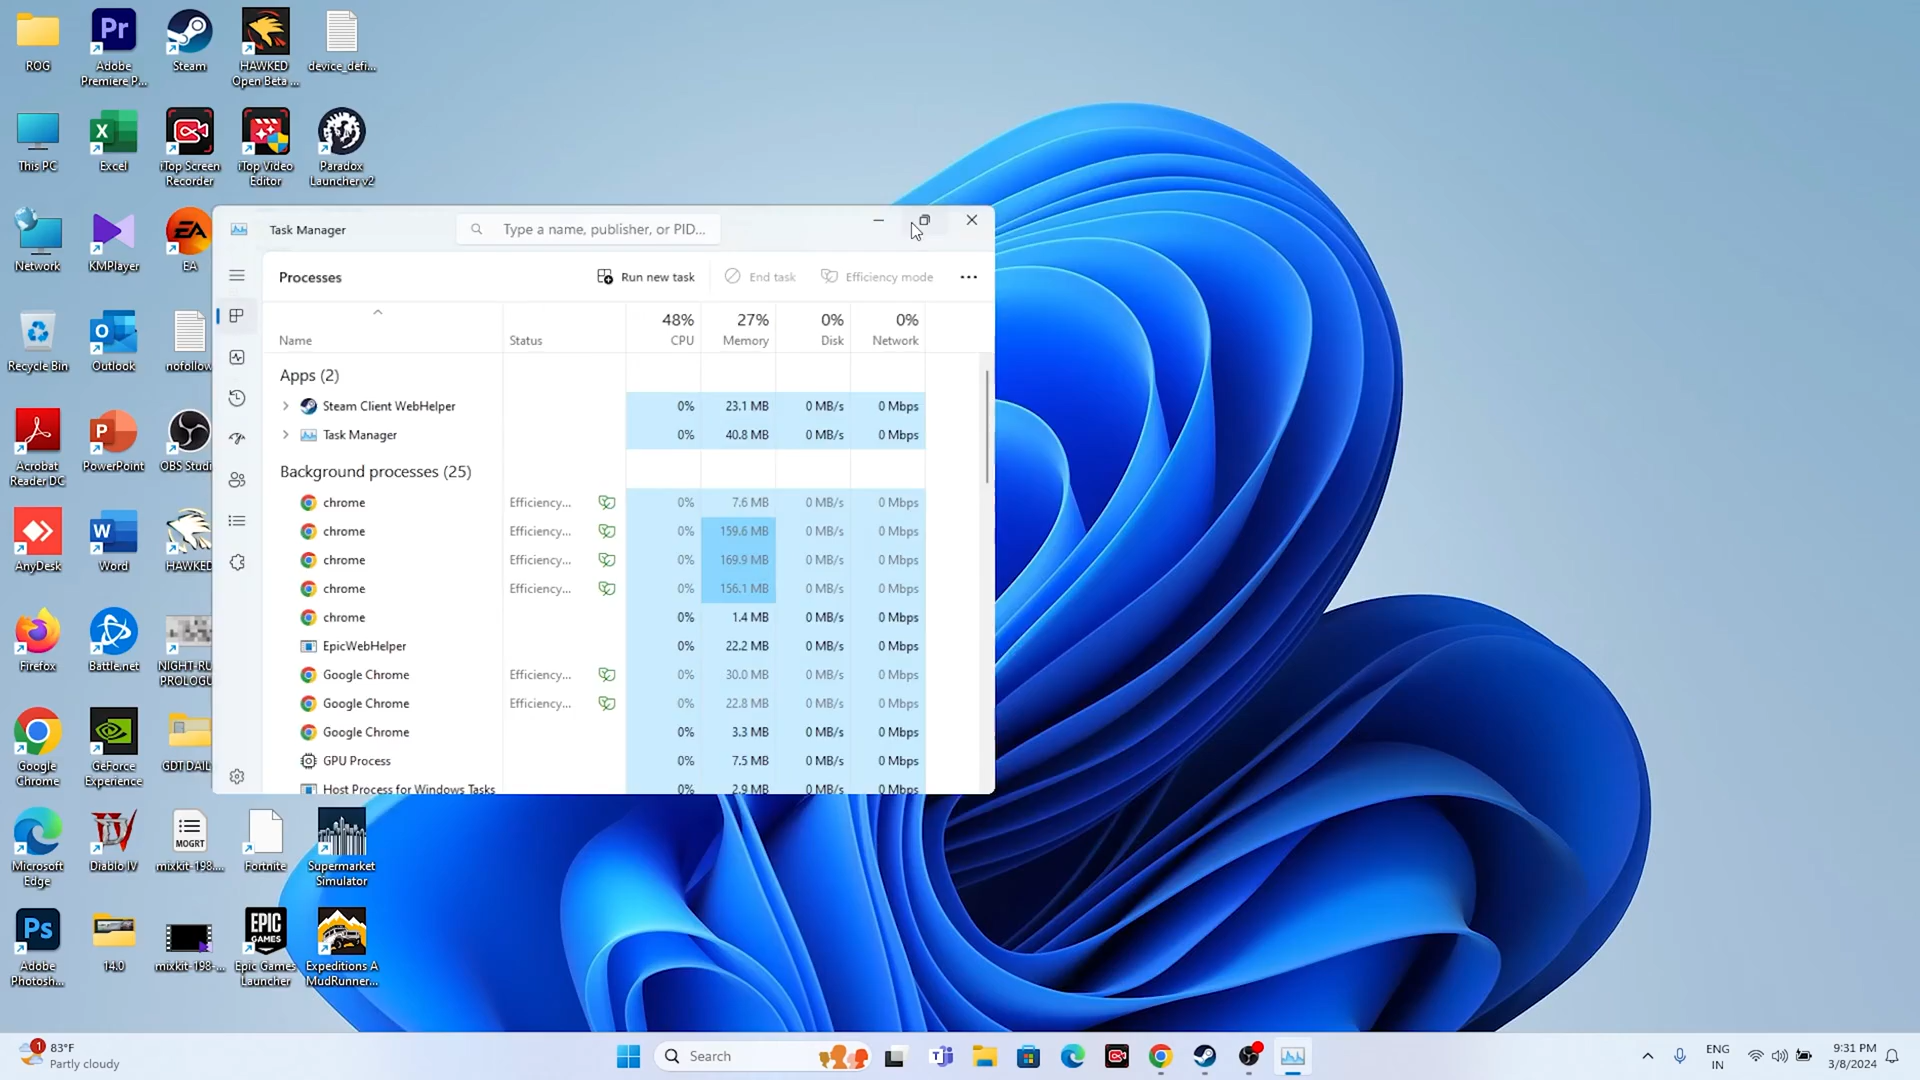 ROG
Adobe
Premiere P...
Steam
HAWKED
Open Beta ...
device_defi...
This PC
Excel
iTop Screen
Recorder
iTop Video
Editor
Paradox
Launcher v2
Network
KMPlayer
EA
Recycle Bin
Outlook
nofollow
Acrobat
Reader DC
PowerPoint
OBS Studi
AnyDesk
Word
HAWKED
Firefox
Battle.net
NIGHT-RU
PROLOGU
Google
Chrome
GeForce
Experience
GDT DAIL
Microsoft
Edge
Diablo IV
MOGRT
mixkit-198....
Fortnite
Supermarket
Simulator
Adobe
Photosh...
14.0
mixkit-198-...
EPIC
GAMES
Epic Games
Launcher
Expeditions A
MudRunner...
Task Manager
Type a name, publisher, or PID...
Processes
Run new task
End task
Efficiency mode
Name
Status
48%
CPU
27%
Memory
0%
Disk
0%
Network
Apps (2)
Steam Client WebHelper 0% 23.1 MB 0 MB/s 0 Mbps
Task Manager 0% 40.8 MB 0 MB/s 0 Mbps
Background processes (25)
chrome Efficiency... 0% 7.6 MB 0 MB/s 0 Mbps
chrome Efficiency... 0% 159.6 MB 0 MB/s 0 Mbps
chrome Efficiency... 0% 169.9 MB 0 MB/s 0 Mbps
chrome Efficiency... 0% 156.1 MB 0 MB/s 0 Mbps
chrome 0% 1.4 MB 0 MB/s 0 Mbps
EpicWebHelper 0% 22.2 MB 0 MB/s 0 Mbps
Google Chrome Efficiency... 0% 30.0 MB 0 MB/s 0 Mbps
Google Chrome Efficiency... 0% 22.8 MB 0 MB/s 0 Mbps
Google Chrome 0% 3.3 MB 0 MB/s 0 Mbps
GPU Process 0% 7.5 MB 0 MB/s 0 Mbps
Host Process for Windows Tasks 0% 2.9 MB 0 MB/s 0 Mbps
1
83°F
Partly cloudy
Search
ENG
IN
9:31 PM
3/8/2024